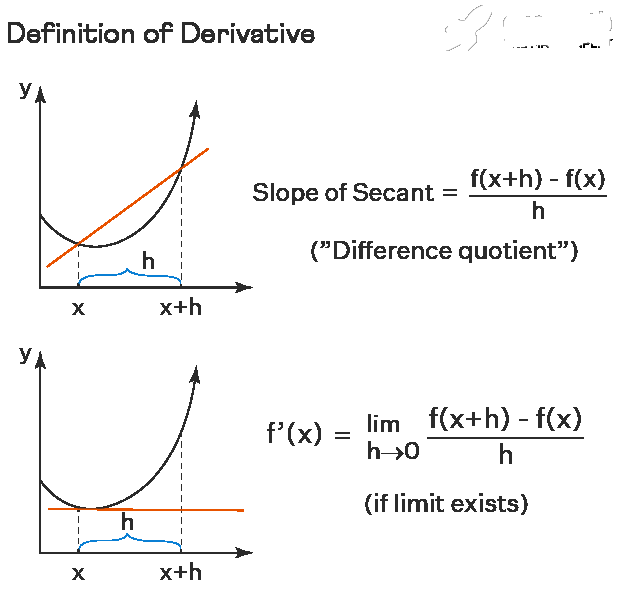 Definition of Derivative
y
h
x x+h
Slope of Secant = f(x+h) - f(x)
h
(”Difference quotient”)
y
h
x x+h
f’(x) = lim f(x+h) - f(x)
h→0 h
(if limit exists)